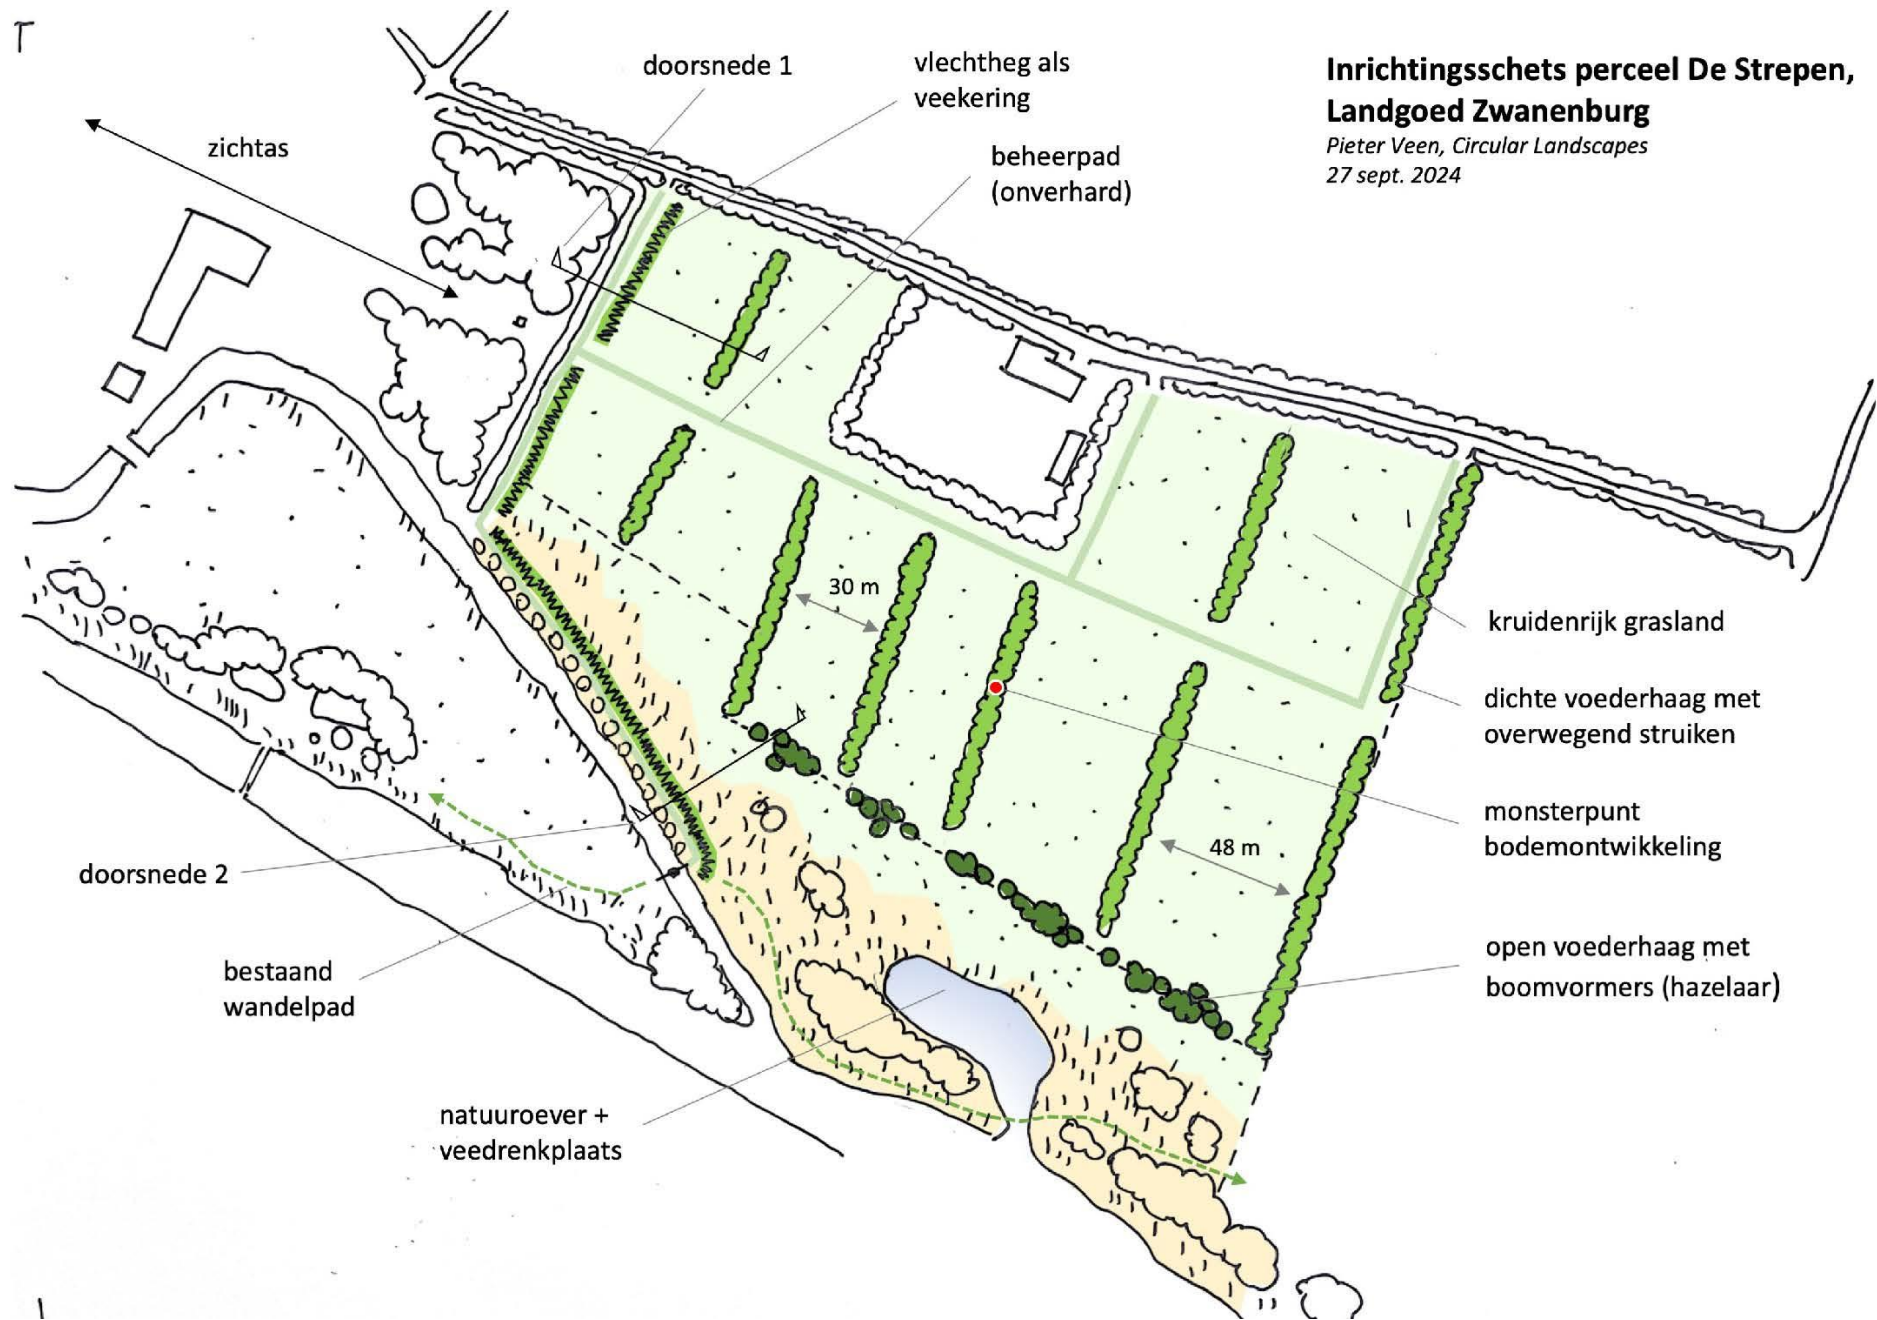 Inrichtingsschets perceel De Strepen,
Landgoed Zwanenburg
Pieter Veen, Circular Landscapes
27 sept. 2024
doorsnede 1
vlechtheg als
veekering
zichtas
beheerpad
(onverhard)
30 m
kruidenrijk grasland
dichte voederhaag met
overwegend struiken
monsterpunt
bodemontwikkeling
48 m
doorsnede 2
open voederhaag met
boomvormers (hazelaar)
bestaand
wandelpad
natuuroever +
veedrenkplaats